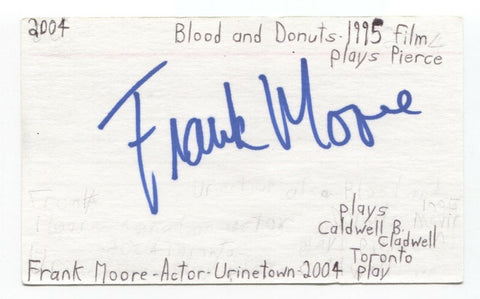 2004
Blood and Donuts-1995 Film
plays Pierce
Frank Moore
plays
Caldwell B.
Cladwell
Toronto
Frank Moore-Actor-Urinetown-2004 play